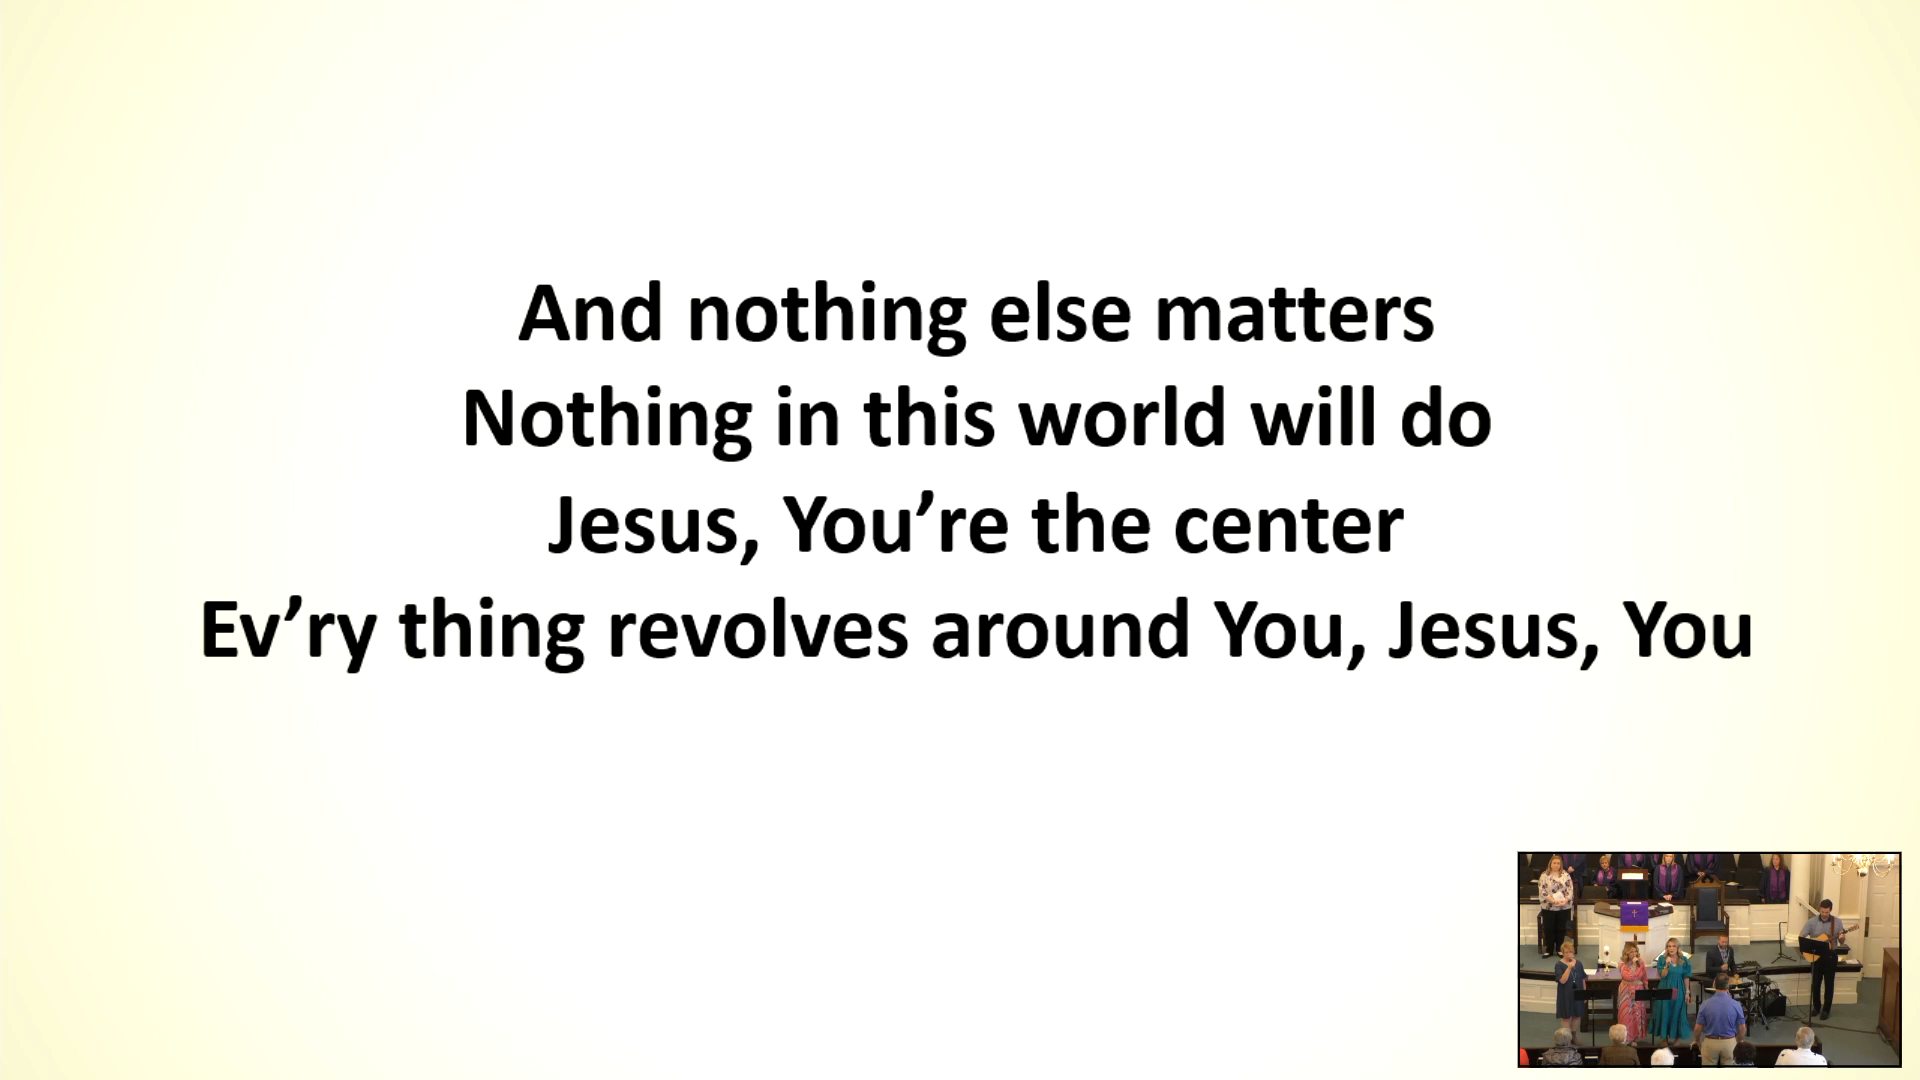 And nothing else matters
Nothing in this world will do
Jesus, You’re the center
Ev’ry thing revolves around You, Jesus, You